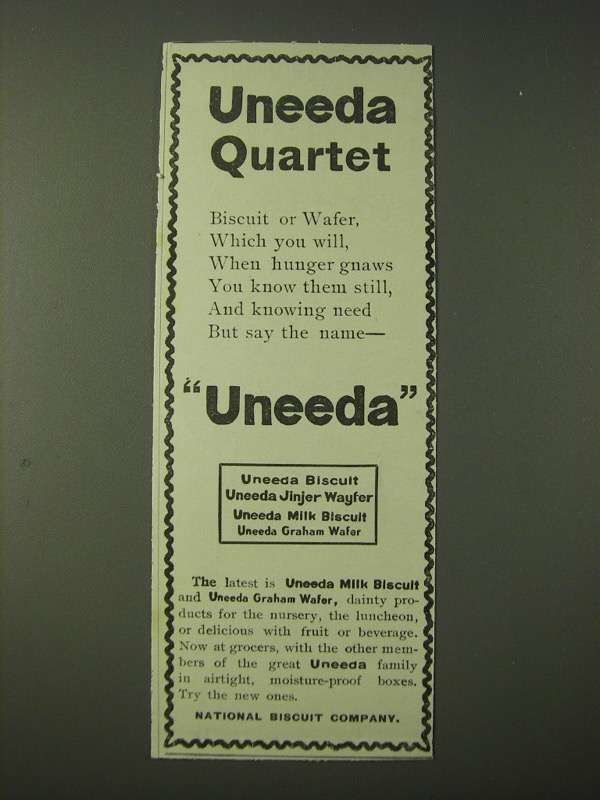 Uneeda
Quartet
Biscuit or Wafer,
Which you will,
When hunger gnaws
You know them still,
And knowing need
But say the name—
“Uneeda”
Uneeda Biscuit
Uneeda Jinjer Wayfer
Uneeda Milk Biscuit
Uneeda Graham Wafer
The latest is Uneeda Milk Biscuit
and Uneeda Graham Wafer, dainty pro-
ducts for the nursery, the luncheon,
or delicious with fruit or beverage.
Now at grocers, with the other mem-
bers of the great Uneeda family
in airtight, moisture-proof boxes.
Try the new ones.
NATIONAL BISCUIT COMPANY.